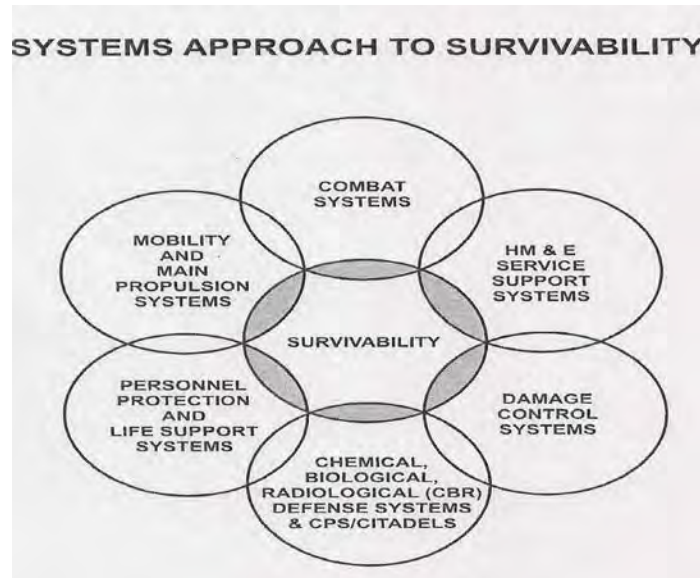 SYSTEMS APPROACH TO SURVIVABILITY
COMBAT
SYSTEMS
MOBILITY
AND
MAIN
PROPULSION
SYSTEMS
HM & E
SERVICE
SUPPORT
SYSTEMS
SURVIVABILITY
PERSONNEL
PROTECTION
AND
LIFE SUPPORT
SYSTEMS
DAMAGE
CONTROL
SYSTEMS
CHEMICAL,
BIOLOGICAL,
RADIOLOGICAL (CBR)
DEFENSE SYSTEMS
& CPS/CITADELS